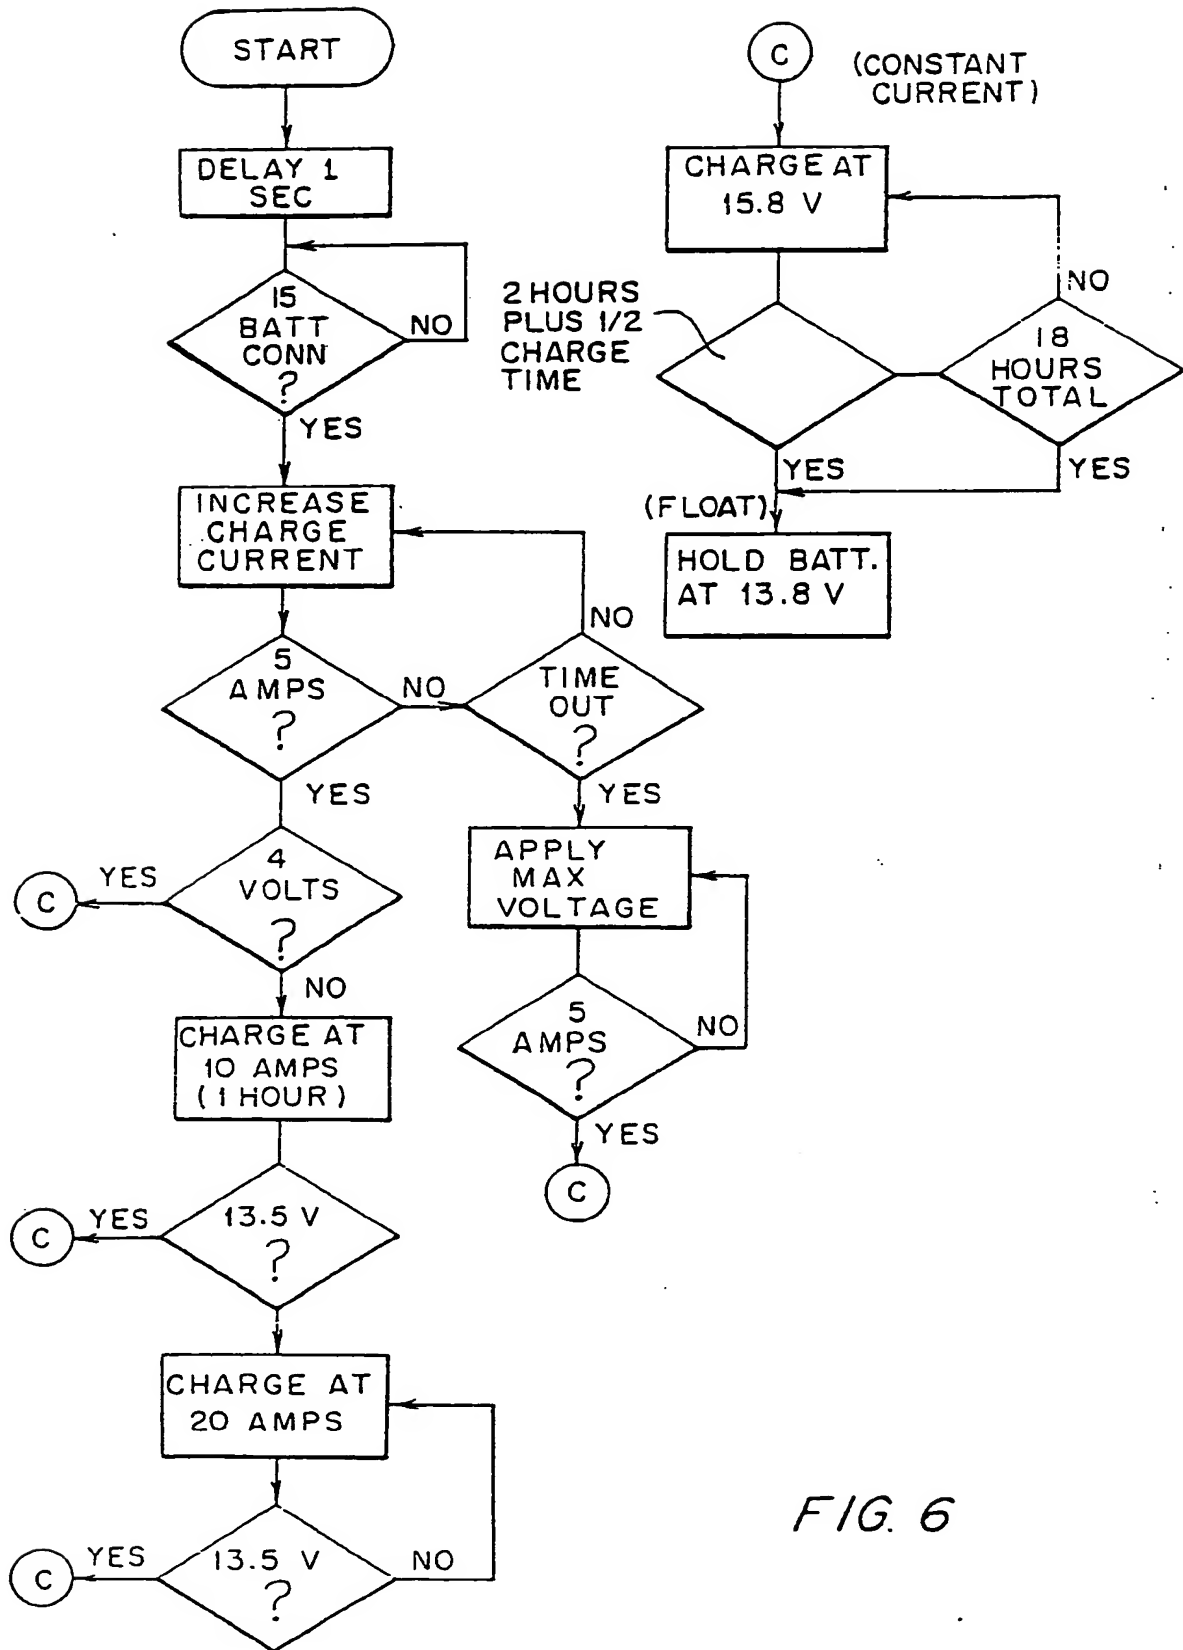 START
DELAY 1
SEC
15
BATT
CONN
?
NO
YES
INCREASE
CHARGE
CURRENT
5
AMPS
?
NO
YES
TIME
OUT
?
NO
YES
4
VOLTS
?
YES
C
NO
APPLY
MAX
VOLTAGE
5
AMPS
?
NO
YES
C
CHARGE AT
10 AMPS
(1 HOUR)
13.5 V
?
YES
C
CHARGE AT
20 AMPS
13.5 V
?
YES
C
NO
C
(CONSTANT
CURRENT)
CHARGE AT
15.8 V
2 HOURS
PLUS 1/2
CHARGE
TIME
YES
NO
18
HOURS
TOTAL
YES
(FLOAT)
HOLD BATT.
AT 13.8 V
FIG. 6